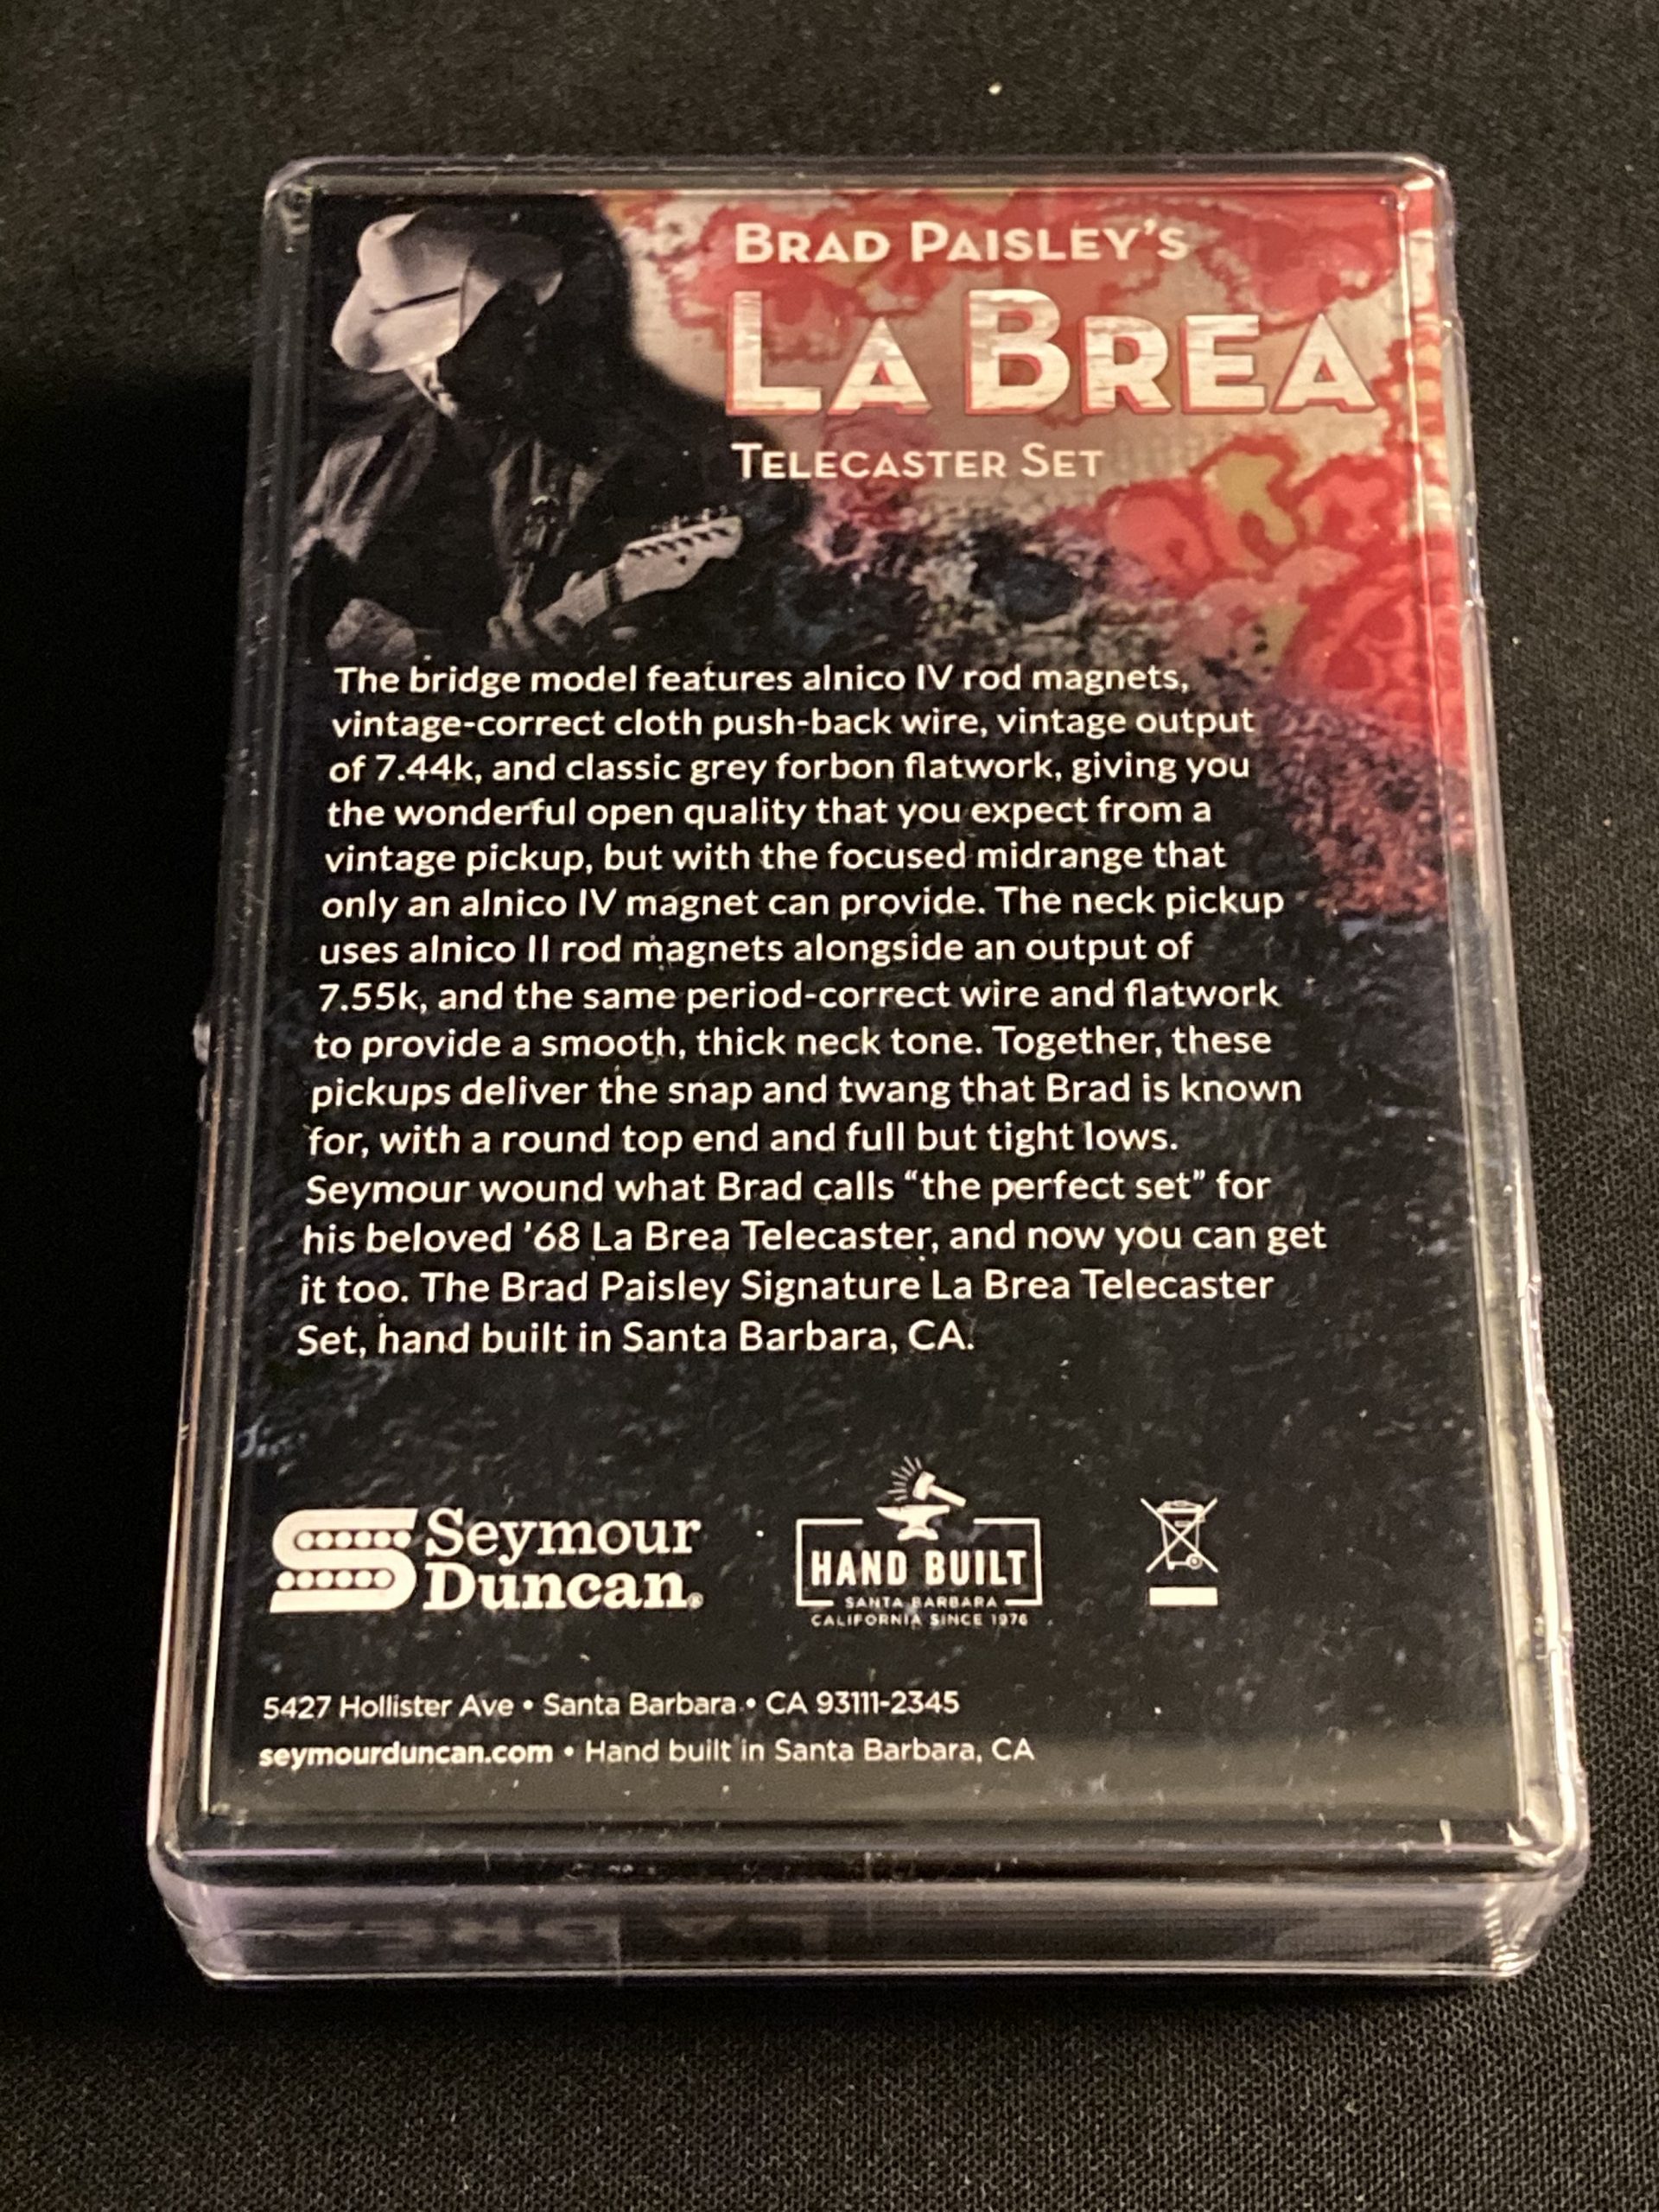 BRAD PAISLEY'S
LA BREA
TELECASTER SET
The bridge model features alnico IV rod magnets,
vintage-correct cloth push-back wire, vintage output
of 7.44k, and classic grey forbon flatwork, giving you
the wonderful open quality that you expect from a
vintage pickup, but with the focused midrange that
only an alnico IV magnet can provide. The neck pickup
uses alnico II rod magnets alongside an output of
7.55k, and the same period-correct wire and flatwork
to provide a smooth, thick neck tone. Together, these
pickups deliver the snap and twang that Brad is known
for, with a round top end and full but tight lows.
Seymour wound what Brad calls “the perfect set” for
his beloved ’68 La Brea Telecaster, and now you can get
it too. The Brad Paisley Signature La Brea Telecaster
Set, hand built in Santa Barbara, CA.
Seymour
Duncan®
HAND BUILT
SANTA BARBARA
CALIFORNIA SINCE 1976
5427 Hollister Ave • Santa Barbara • CA 93111-2345
seymourduncan.com • Hand built in Santa Barbara, CA